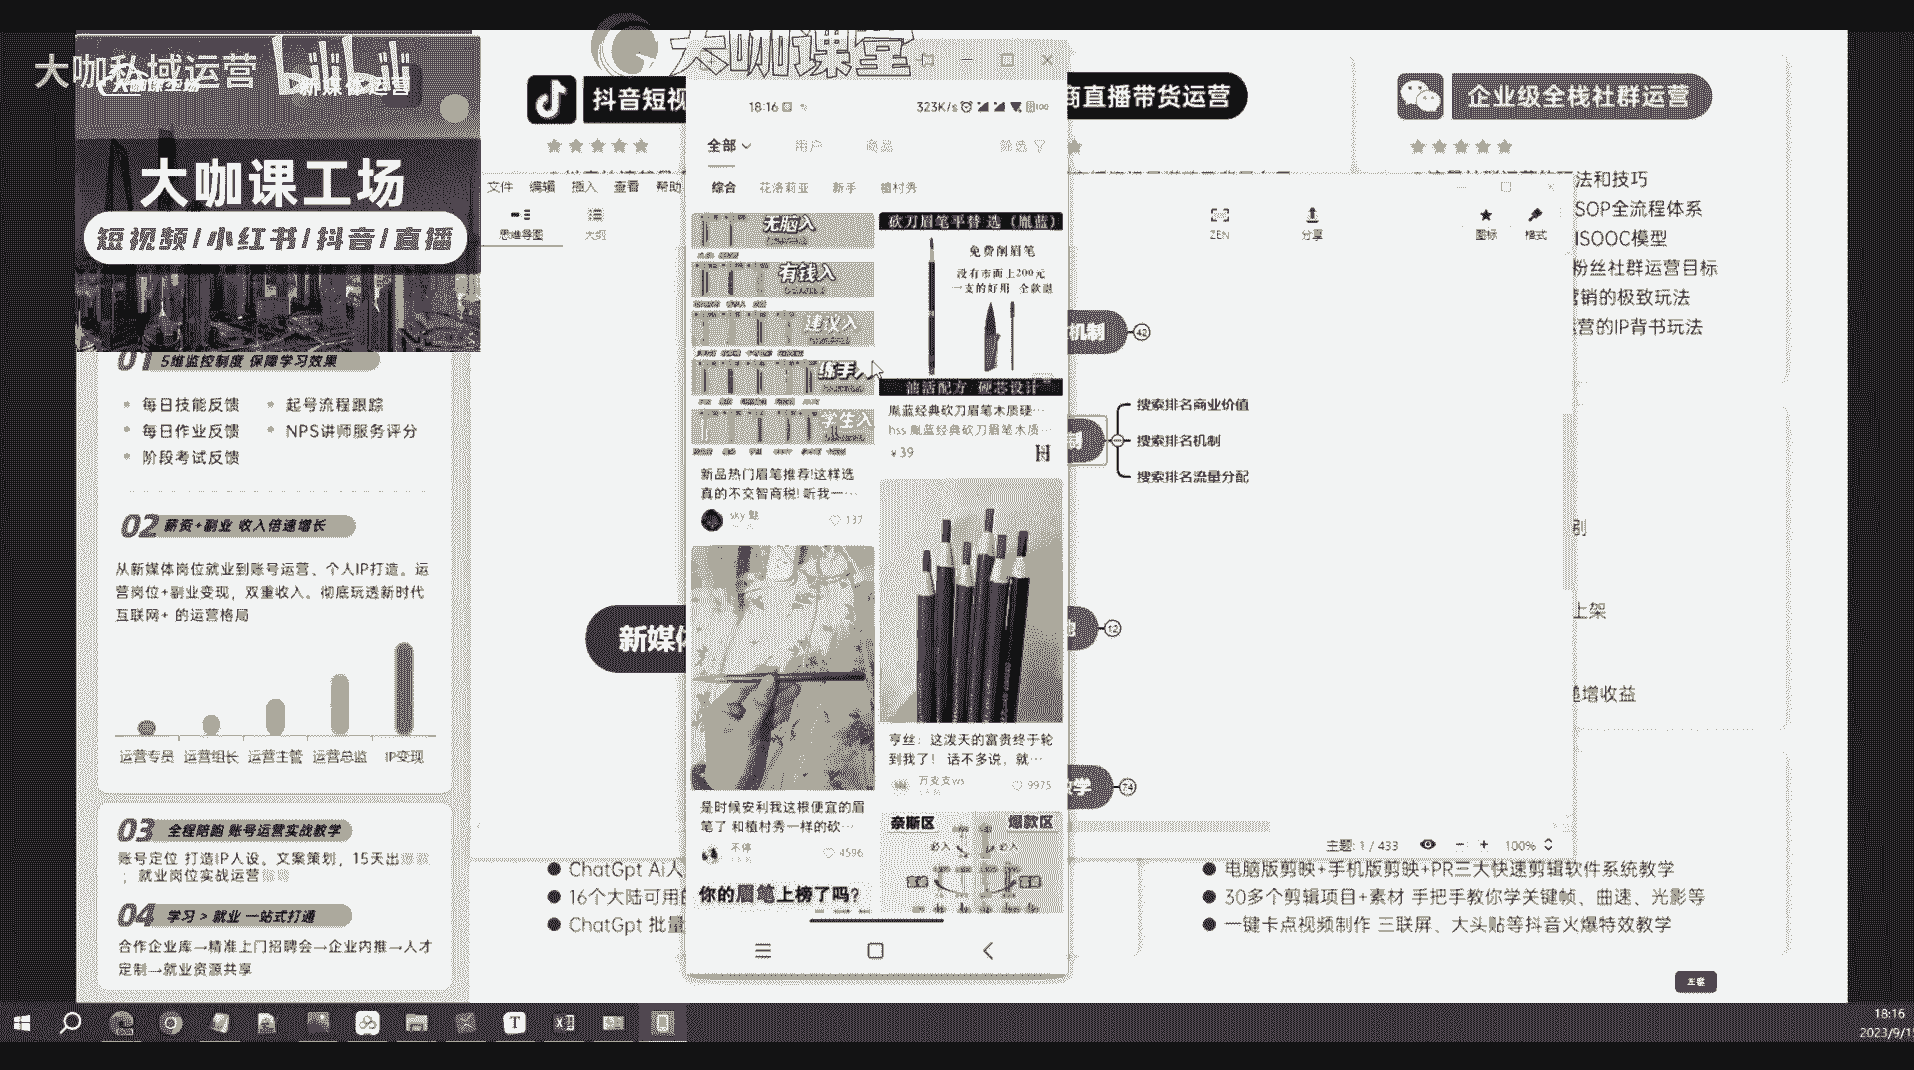 大咖私域运营
新媒体运营
大咖课工场
短视频/小红书/抖音/直播
01 5维监控制度 保障学习效果
每日技能反馈
起号流程跟踪
每日作业反馈
NPS讲师服务评分
阶段考试反馈
02 薪资+副业 收入倍速增长
从新媒体岗位就业到账号运营、个人IP打造。运
营岗位+副业变现，双重收入。彻底玩透新时代
互联网+ 的运营格局
运营专员 运营组长 运营主管 运营总监 IP变现
03 全程陪跑 账号运营实战教学
账号定位 打造IP人设。文案策划，15天出
；就业岗位实战运营
04 学习 > 就业 一站式打通
合作企业库→精准上门招聘会→企业内推→人才
定制→就业资源共享
大咖课堂
抖音短视
商直播带货运营
企业级全栈社群运营
文件 编辑 插入 查看 帮助
思维导图 大纲
ZEN 分享 图标 格式
法和技巧
SOP全流程体系
ISOOC模型
粉丝社群运营目标
营销的极致玩法
运营的IP背书玩法
18:16
323K/s
100
全部 用户 商品 筛选
综合 花洛莉亚 新手 植村秀
无脑入
有钱入
建议入
练手入
学生入
新品热门眉笔推荐!这样选
真的不交智商税! 听我一…
sky 魅
137
砍刀眉笔平替 选（胤蓝）
免费削眉笔
没有市面上200元
一支的好用 全款退
油活配方 硬芯设计
胤蓝经典砍刀眉笔木质硬…
hss 胤蓝经典砍刀眉笔木质…
¥39
是时候安利我这根便宜的眉
笔了 和植村秀一样的砍…
不停
4596
你的眉笔上榜了吗?
亨丝：这泼天的富贵终于轮
到我了！ 话不多说，就…
万支支ws
9975
奈斯区 爆款区
必入 必入
新媒体
机制 42
制
搜索排名商业价值
搜索排名机制
搜索排名流量分配
12
学 74
上架
递增收益
主题: 1 / 433
100%
ChatGpt Ai人
16个大陆可用的
ChatGpt 批量
电脑版剪映+手机版剪映+PR三大快速剪辑软件系统教学
30多个剪辑项目+素材 手把手教你学关键帧、曲速、光影等
一键卡点视频制作 三联屏、大头贴等抖音火爆特效教学
18:16
2023/9/1